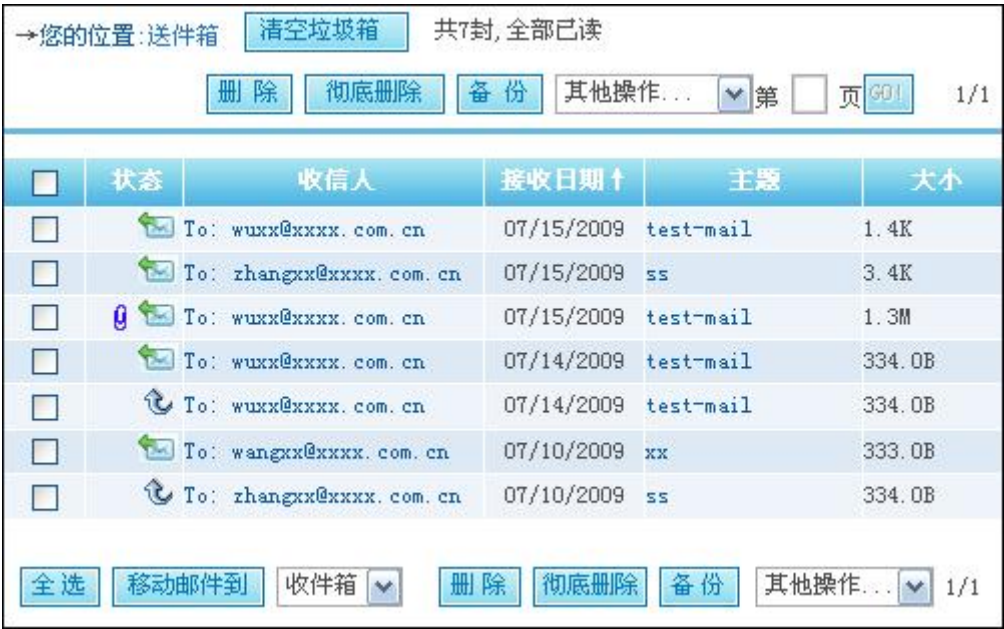 →您的位置:送件箱 清空垃圾箱 共7封, 全部已读
删 除 彻底删除 备 份 其他操作... 第 页 GO! 1/1
状态 收信人 接收日期↑ 主题 大小
To: wuxx@xxxx.com.cn 07/15/2009 test-mail 1.4K
To: zhangxx@xxxx.com.cn 07/15/2009 ss 3.4K
To: wuxx@xxxx.com.cn 07/15/2009 test-mail 1.3M
To: wuxx@xxxx.com.cn 07/14/2009 test-mail 334.0B
To: wuxx@xxxx.com.cn 07/14/2009 test-mail 334.0B
To: wangxx@xxxx.com.cn 07/10/2009 xx 333.0B
To: zhangxx@xxxx.com.cn 07/10/2009 ss 334.0B
全 选 移动邮件到 收件箱 删 除 彻底删除 备 份 其他操作... 1/1